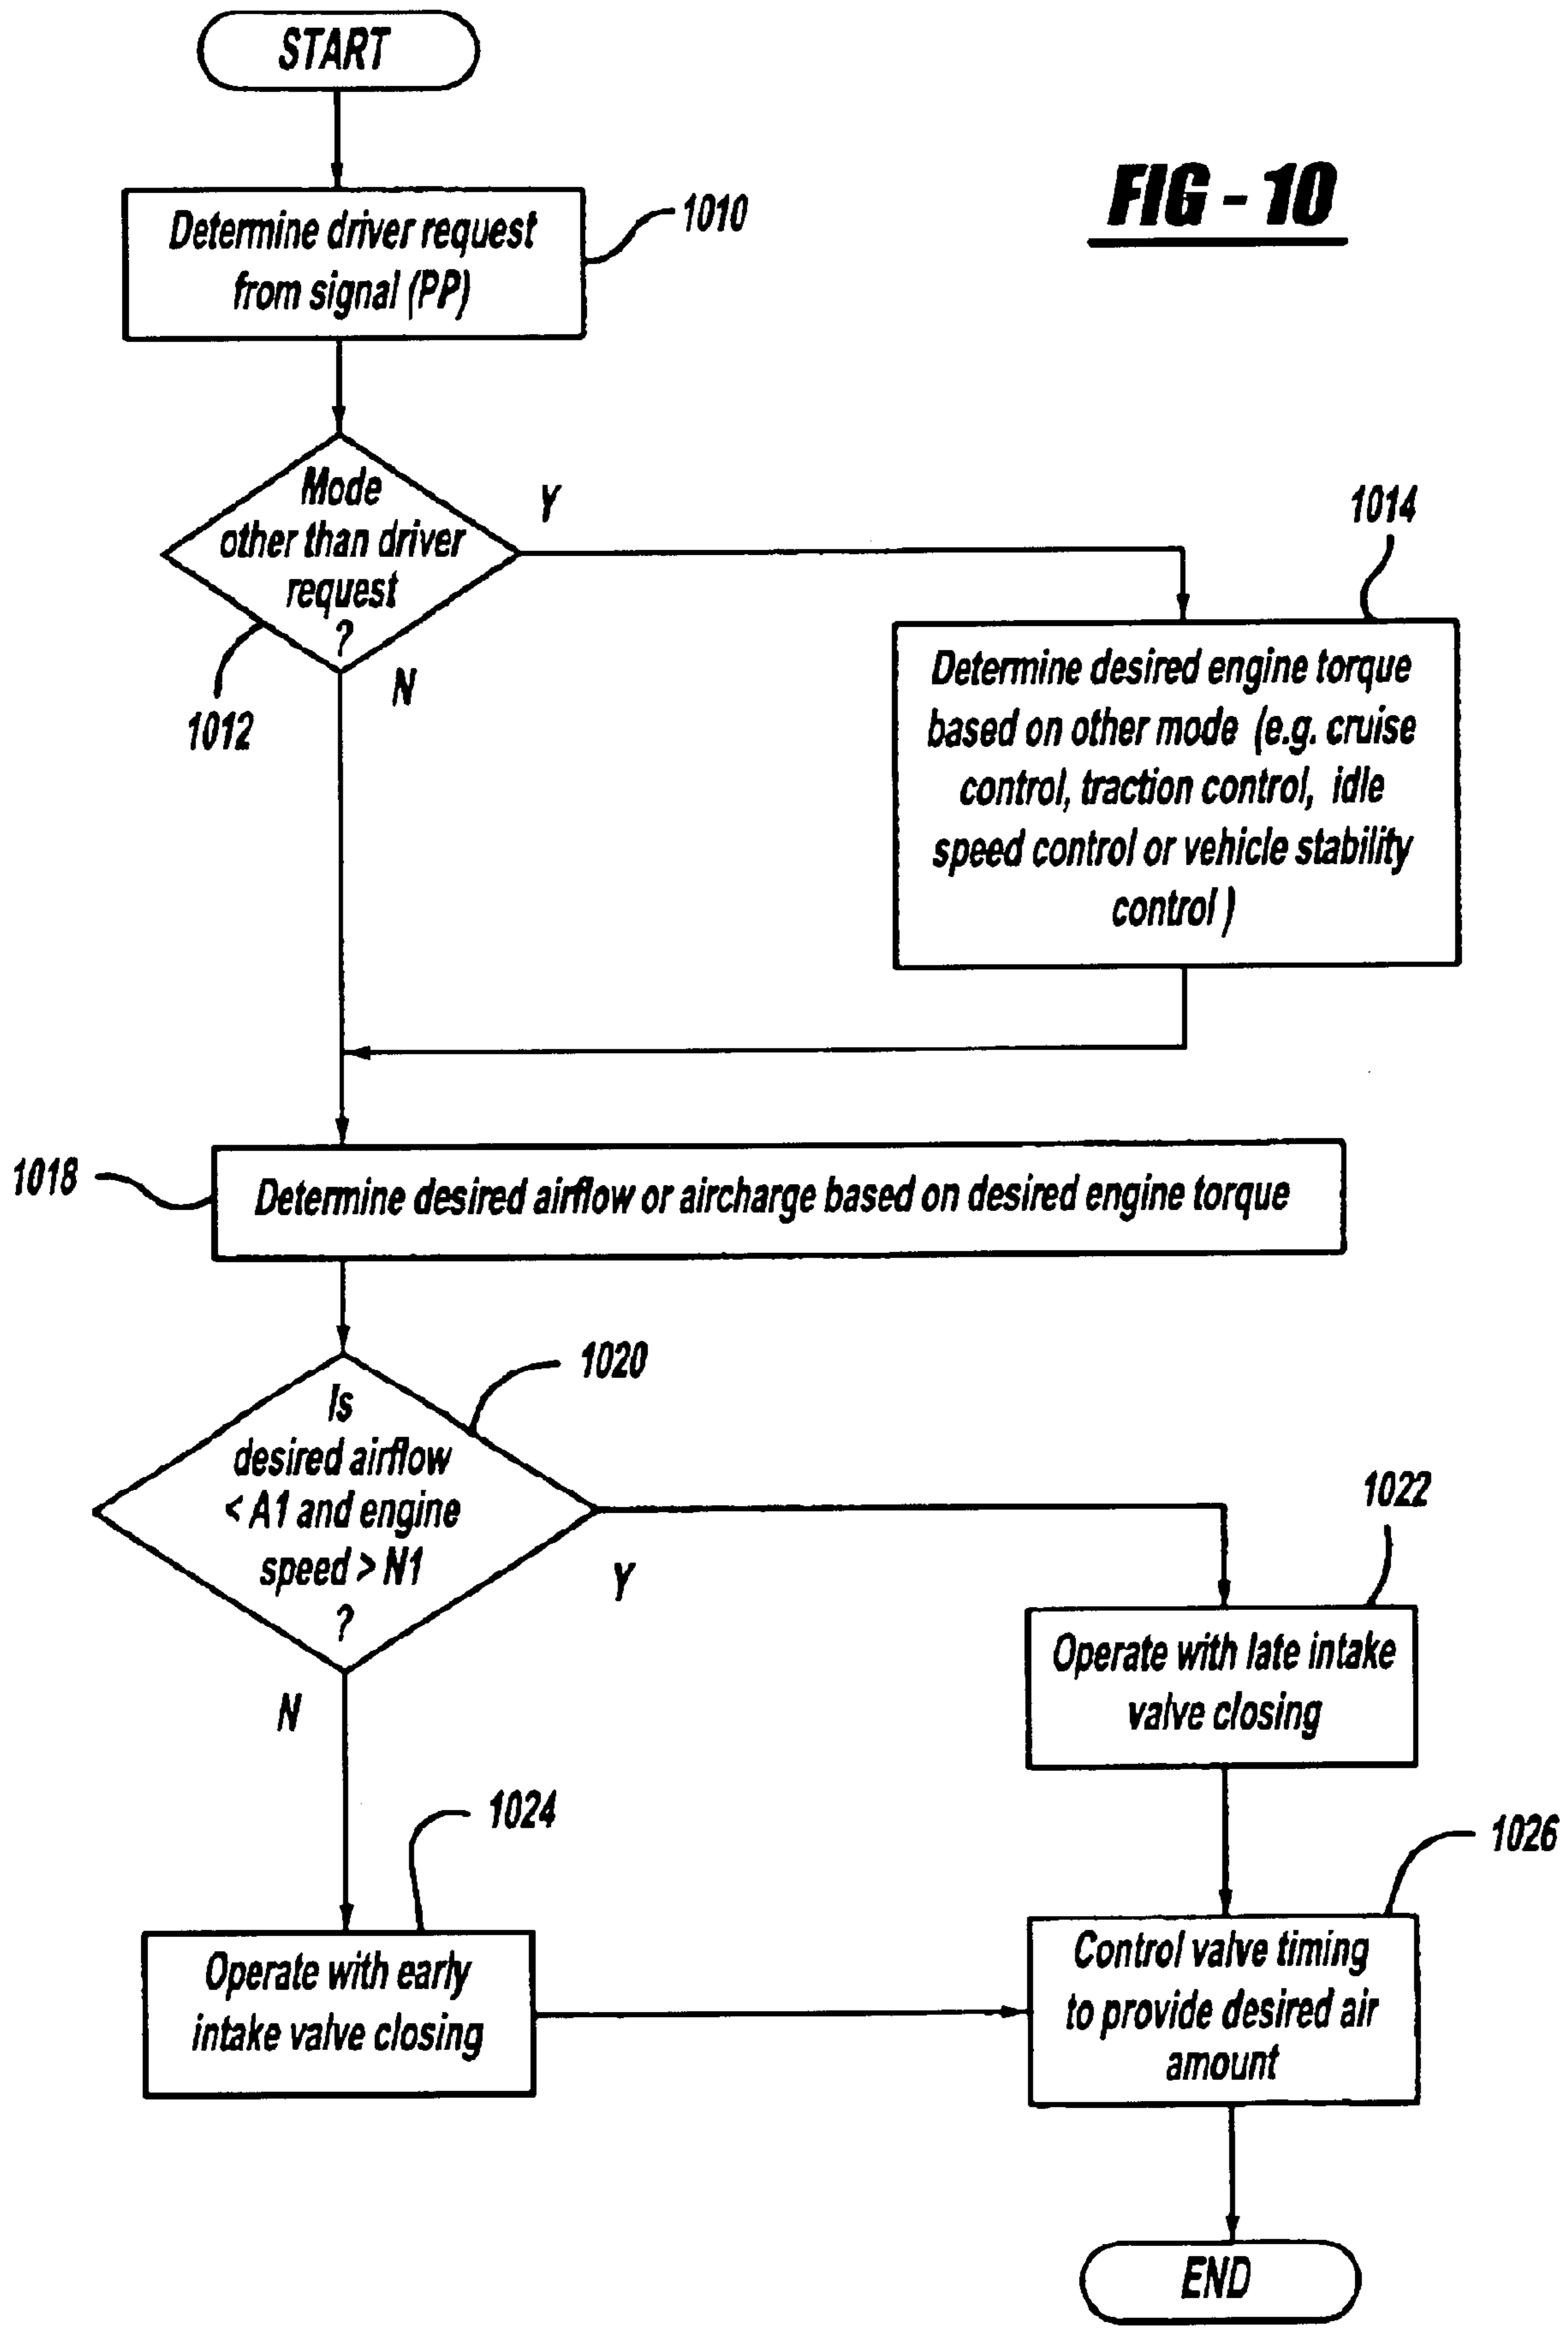 START
FIG - 10
Determine driver request
from signal (PP)
1010
Mode
other than driver
request
?
Y
N
1012
1014
Determine desired engine torque
based on other mode (e.g. cruise
control, traction control, idle
speed control or vehicle stability
control )
1018
Determine desired airflow or aircharge based on desired engine torque
1020
Is
desired airflow
< A1 and engine
speed > N1
?
Y
N
1022
Operate with late intake
valve closing
1024
Operate with early
intake valve closing
1026
Control valve timing
to provide desired air
amount
END